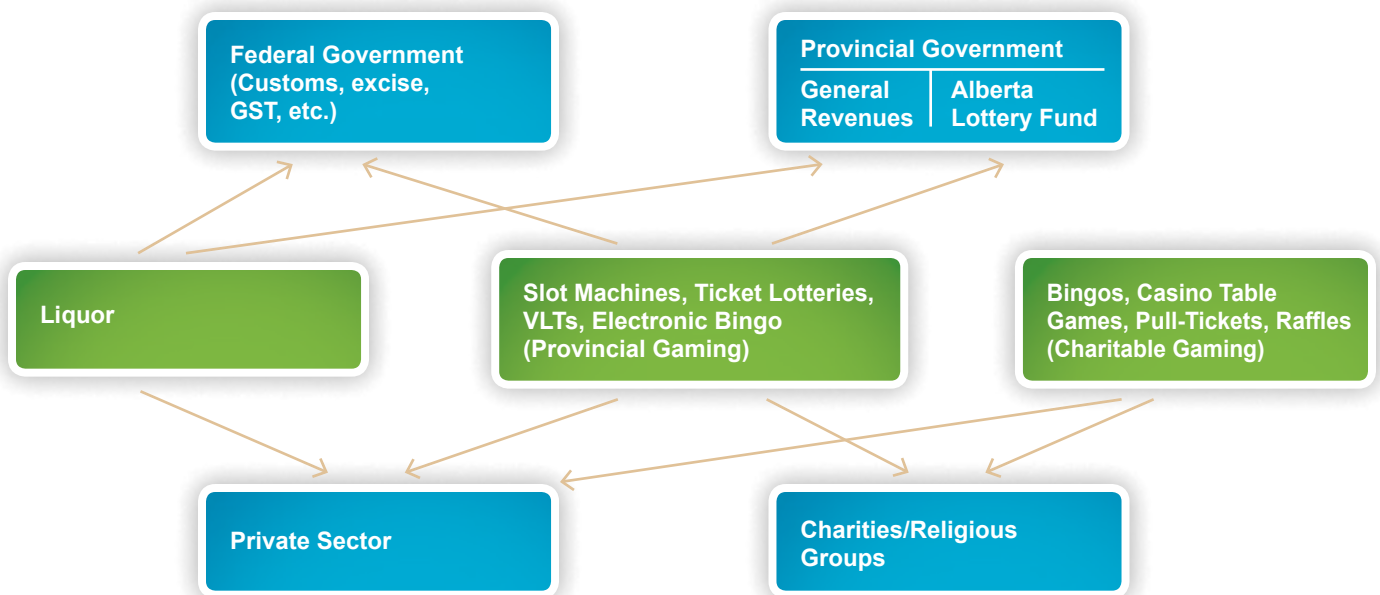 Federal Government
(Customs, excise,
GST, etc.)
Provincial Government
General
Revenues
Alberta
Lottery Fund
Liquor
Slot Machines, Ticket Lotteries,
VLTs, Electronic Bingo
(Provincial Gaming)
Bingos, Casino Table
Games, Pull-Tickets, Raffles
(Charitable Gaming)
Private Sector
Charities/Religious
Groups